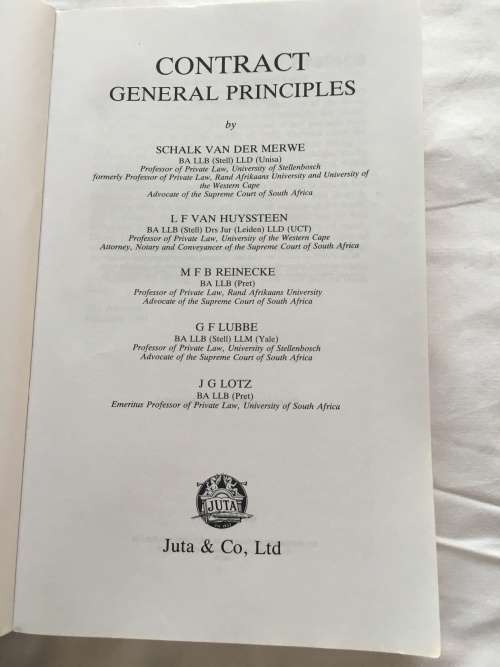 CONTRACT
GENERAL PRINCIPLES
by
SCHALK VAN DER MERWE
BA LLB (Stell) LLD (Unisa)
Professor of Private Law, University of Stellenbosch
formerly Professor of Private Law, Rand Afrikaans University and University of
the Western Cape
Advocate of the Supreme Court of South Africa
L F VAN HUYSSTEEN
BA LLB (Stell) Drs Jur (Leiden) LLD (UCT)
Professor of Private Law, University of the Western Cape
Attorney, Notary and Conveyancer of the Supreme Court of South Africa
M F B REINECKE
BA LLB (Pret)
Professor of Private Law, Rand Afrikaans University
Advocate of the Supreme Court of South Africa
G F LUBBE
BA LLB (Stell) LLM (Yale)
Professor of Private Law, University of Stellenbosch
Advocate of the Supreme Court of South Africa
J G LOTZ
BA LLB (Pret)
Emeritus Professor of Private Law, University of South Africa
JUTA
Juta & Co, Ltd